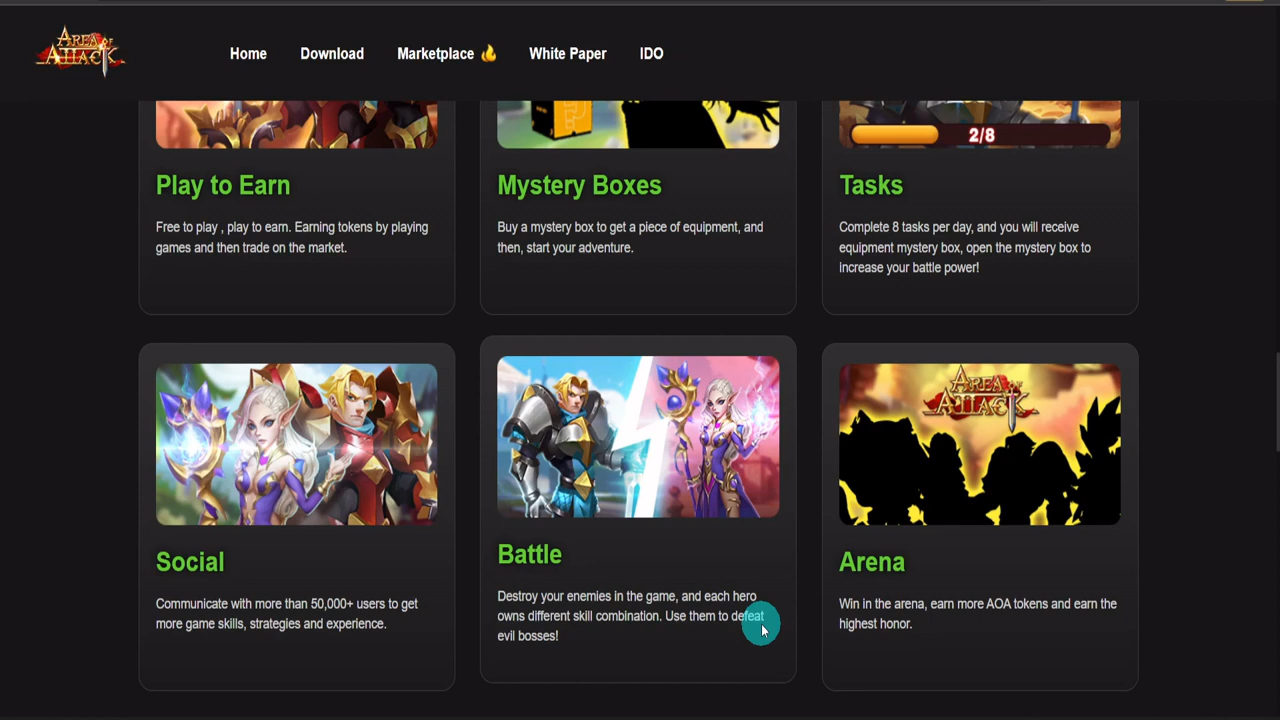 AREA OF
ATTACK
Home
Download
Marketplace 🔥
White Paper
IDO
2/8
Play to Earn
Free to play , play to earn. Earning tokens by playing
games and then trade on the market.
Mystery Boxes
Buy a mystery box to get a piece of equipment, and
then, start your adventure.
Tasks
Complete 8 tasks per day, and you will receive
equipment mystery box, open the mystery box to
increase your battle power!
Social
Communicate with more than 50,000+ users to get
more game skills, strategies and experience.
Battle
Destroy your enemies in the game, and each hero
owns different skill combination. Use them to defeat
evil bosses!
AREA OF
ATTACK
Arena
Win in the arena, earn more AOA tokens and earn the
highest honor.